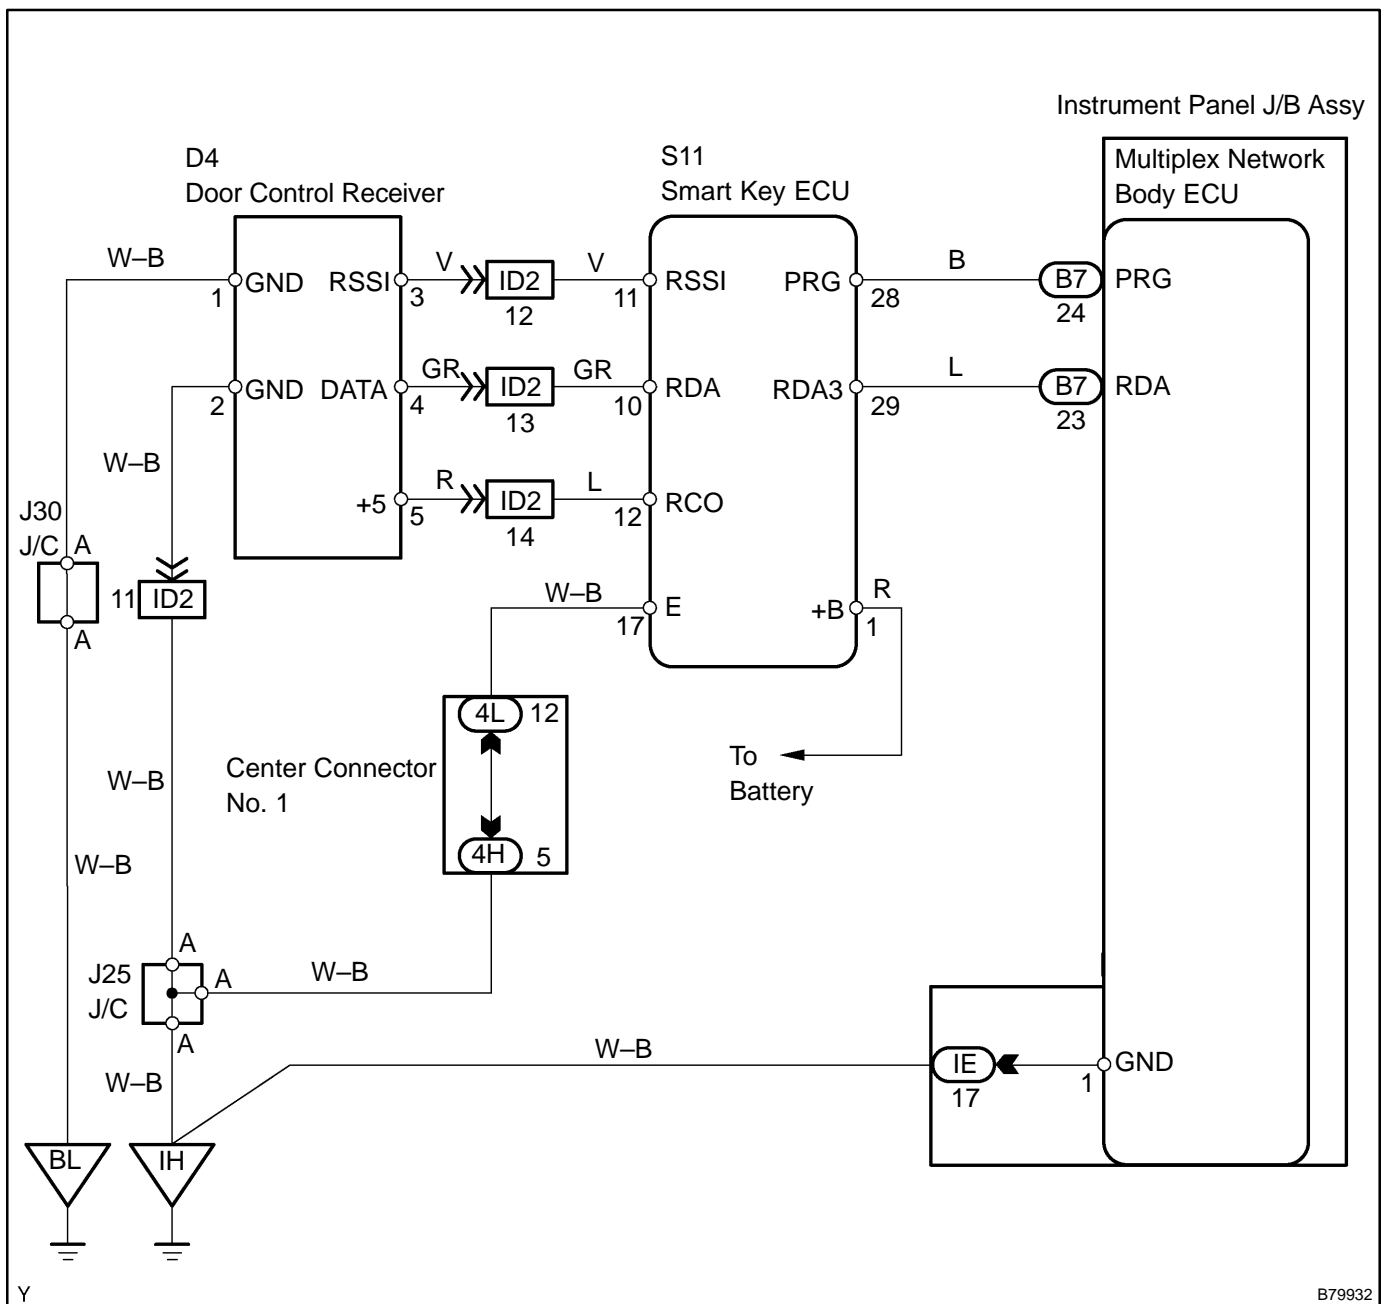 Instrument Panel J/B Assy
D4
Door Control Receiver
S11
Smart Key ECU
Multiplex Network
Body ECU
W–B
1
GND
RSSI
3
V
ID2
12
V
11
RSSI
PRG
28
B
B7
24
PRG
2
GND
DATA
4
GR
ID2
13
GR
10
RDA
RDA3
29
L
B7
23
RDA
W–B
+5
5
R
ID2
14
L
12
RCO
J30
J/C
A
A
11
ID2
W–B
17
E
+B
1
R
4L
12
Center Connector
No. 1
4H
5
To
Battery
W–B
W–B
J25
J/C
A
A
A
W–B
W–B
W–B
IE
17
1
GND
BL
IH
Y
B79932